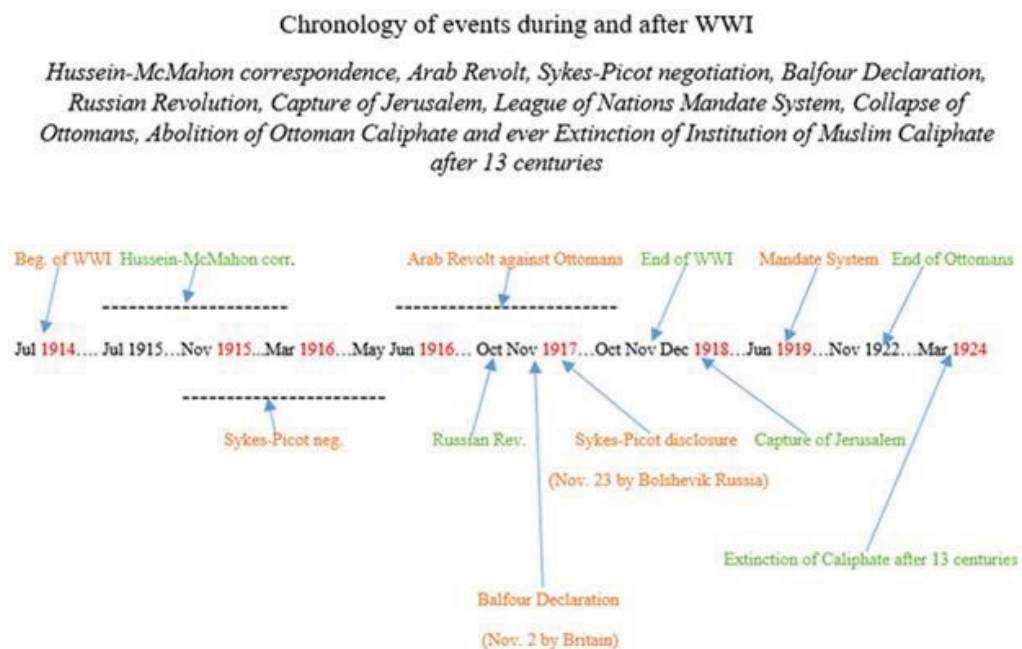 Chronology of events during and after WWI
Hussein-McMahon correspondence, Arab Revolt, Sykes-Picot negotiation, Balfour Declaration,
Russian Revolution, Capture of Jerusalem, League of Nations Mandate System, Collapse of
Ottomans, Abolition of Ottoman Caliphate and ever Extinction of Institution of Muslim Caliphate
after 13 centuries
Beg. of WWI Hussein-McMahon corr. Arab Revolt against Ottomans End of WWI Mandate System End of Ottomans
Jul 1914.... Jul 1915...Nov 1915...Mar 1916...May Jun 1916... Oct Nov 1917...Oct Nov Dec 1918...Jun 1919...Nov 1922...Mar 1924
Sykes-Picot neg. Russian Rev. Sykes-Picot disclosure Capture of Jerusalem
(Nov. 23 by Bolshevik Russia)
Extinction of Caliphate after 13 centuries
Balfour Declaration
(Nov. 2 by Britain)